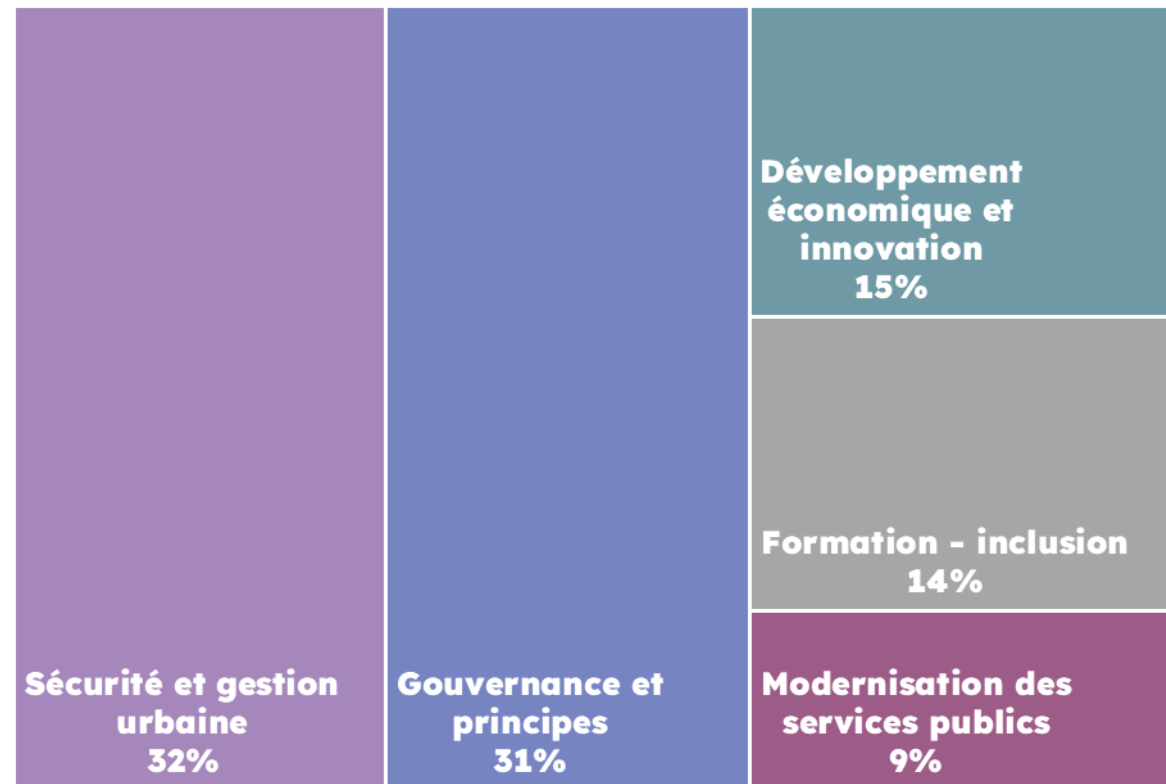 Sécurité et gestion
urbaine
32%
Gouvernance et
principes
31%
Développement
économique et
innovation
15%
Formation - inclusion
14%
Modernisation des
services publics
9%